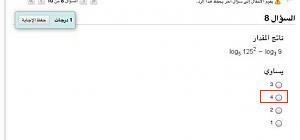 السؤال 8
1 درجات
حفظ الإجابة
ناتج المقدار
log₅ 125² − log₃ 9
يساوي
3
4
2
1